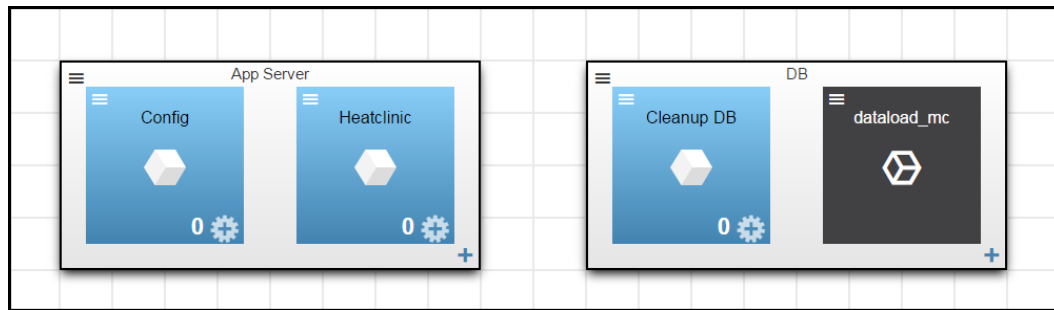 App Server
Config
Heatclinic
0
0
DB
Cleanup DB
dataload_mc
0